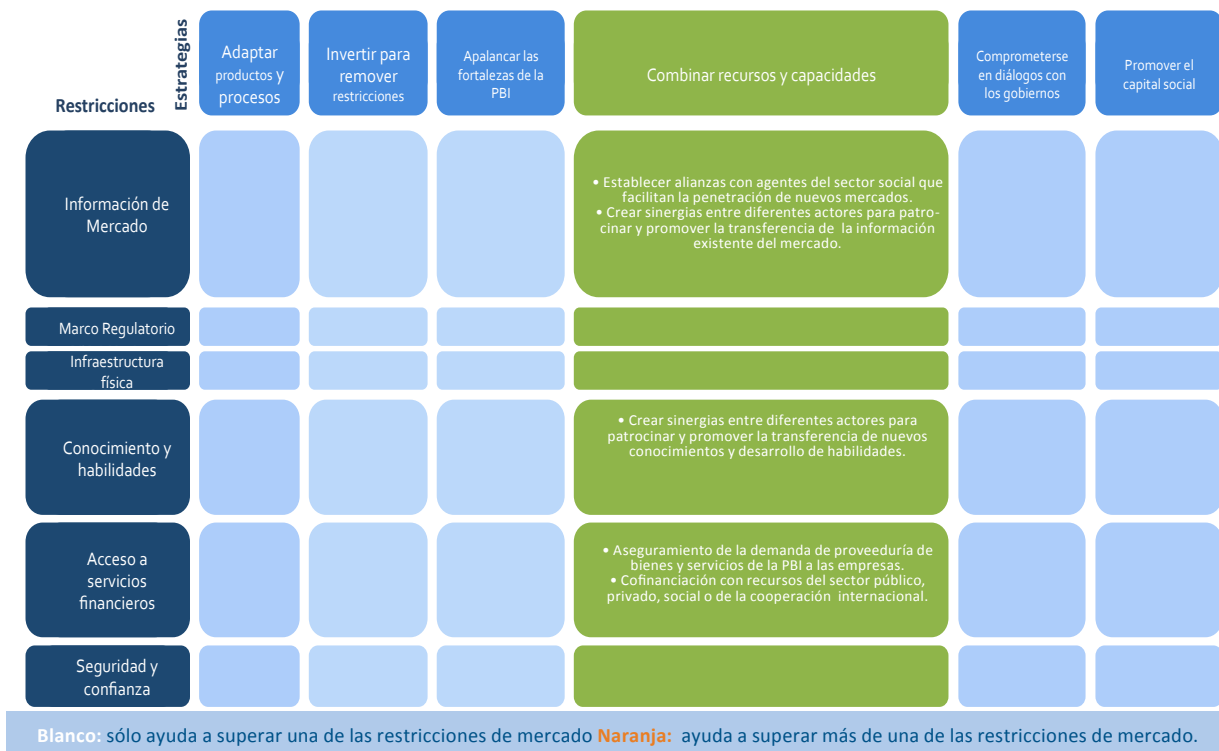 Estrategias
Restricciones
Adaptar
productos y
procesos
Invertir para
remover
restricciones
Apalancar las
fortalezas de la
PBI
Combinar recursos y capacidades
Comprometerse
en diálogos con
los gobiernos
Promover el
capital social
Información de
Mercado
• Establecer alianzas con agentes del sector social que
facilitan la penetración de nuevos mercados.
• Crear sinergias entre diferentes actores para patro-
cinar y promover la transferencia de la información
existente del mercado.
Marco Regulatorio
Infraestructura
física
Conocimiento y
habilidades
• Crear sinergias entre diferentes actores para
patrocinar y promover la transferencia de nuevos
conocimientos y desarrollo de habilidades.
Acceso a
servicios
financieros
• Aseguramiento de la demanda de proveeduría de
bienes y servicios de la PBI a las empresas.
• Cofinanciación con recursos del sector público,
privado, social o de la cooperación internacional.
Seguridad y
confianza
Blanco: sólo ayuda a superar una de las restricciones de mercado Naranja: ayuda a superar más de una de las restricciones de mercado.